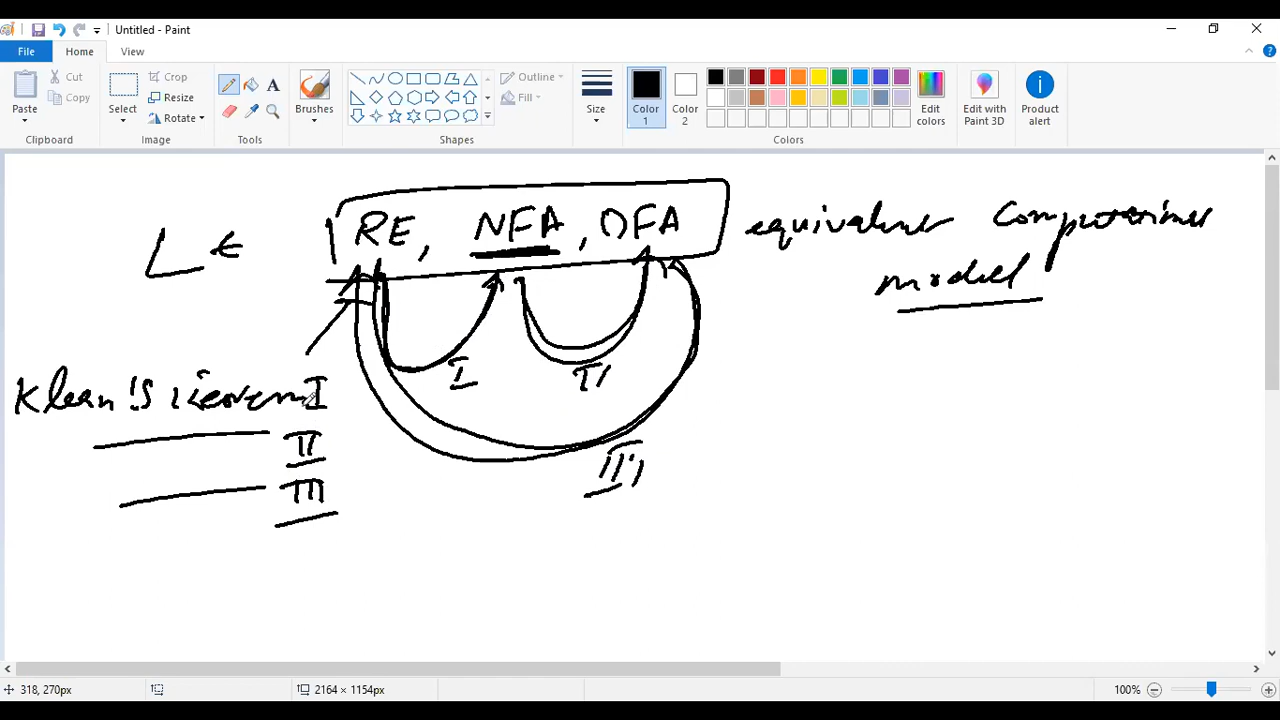 Untitled - Paint
File Home View
Paste
Cut
Copy
Clipboard
Select
Crop
Resize
Rotate
Image
Tools
Brushes
Outline
Fill
Shapes
Size
Color 1
Color 2
Edit colors
Colors
Edit with Paint 3D
Product alert
L ∈ RE, NFA, DFA equivalent Computational
model
I II
Klean's theorem I
II III
III
318, 270px 2164 × 1154px 100%